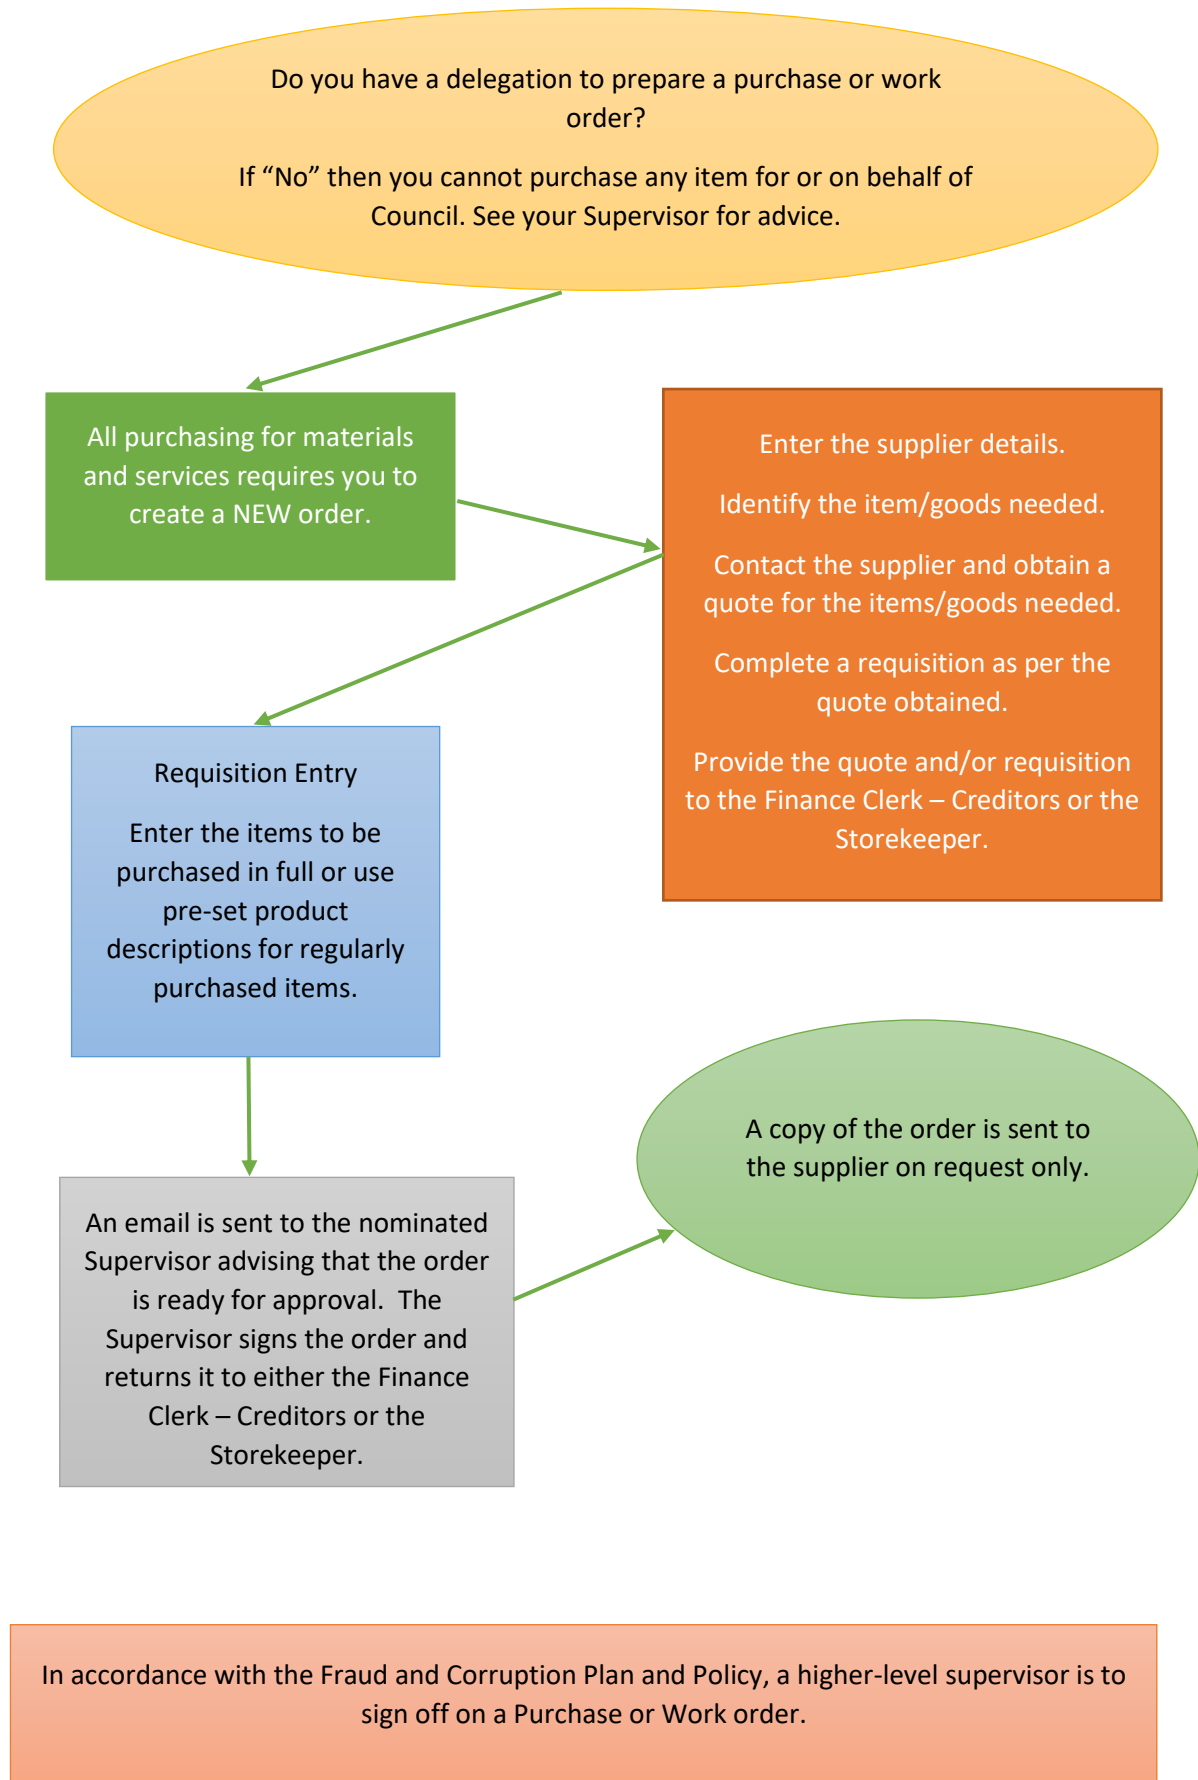 Do you have a delegation to prepare a purchase or work
order?
If “No” then you cannot purchase any item for or on behalf of
Council. See your Supervisor for advice.
All purchasing for materials
and services requires you to
create a NEW order.
Enter the supplier details.
Identify the item/goods needed.
Contact the supplier and obtain a
quote for the items/goods needed.
Complete a requisition as per the
quote obtained.
Provide the quote and/or requisition
to the Finance Clerk – Creditors or the
Storekeeper.
Requisition Entry
Enter the items to be
purchased in full or use
pre-set product
descriptions for regularly
purchased items.
An email is sent to the nominated
Supervisor advising that the order
is ready for approval.  The
Supervisor signs the order and
returns it to either the Finance
Clerk – Creditors or the
Storekeeper.
A copy of the order is sent to
the supplier on request only.
In accordance with the Fraud and Corruption Plan and Policy, a higher-level supervisor is to
sign off on a Purchase or Work order.